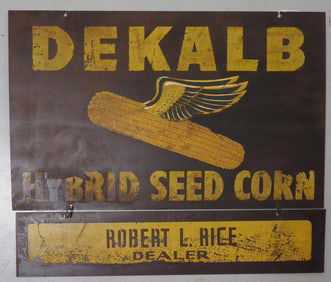 DEKALB
HYBRID SEED CORN
ROBERT L. RICE
DEALER